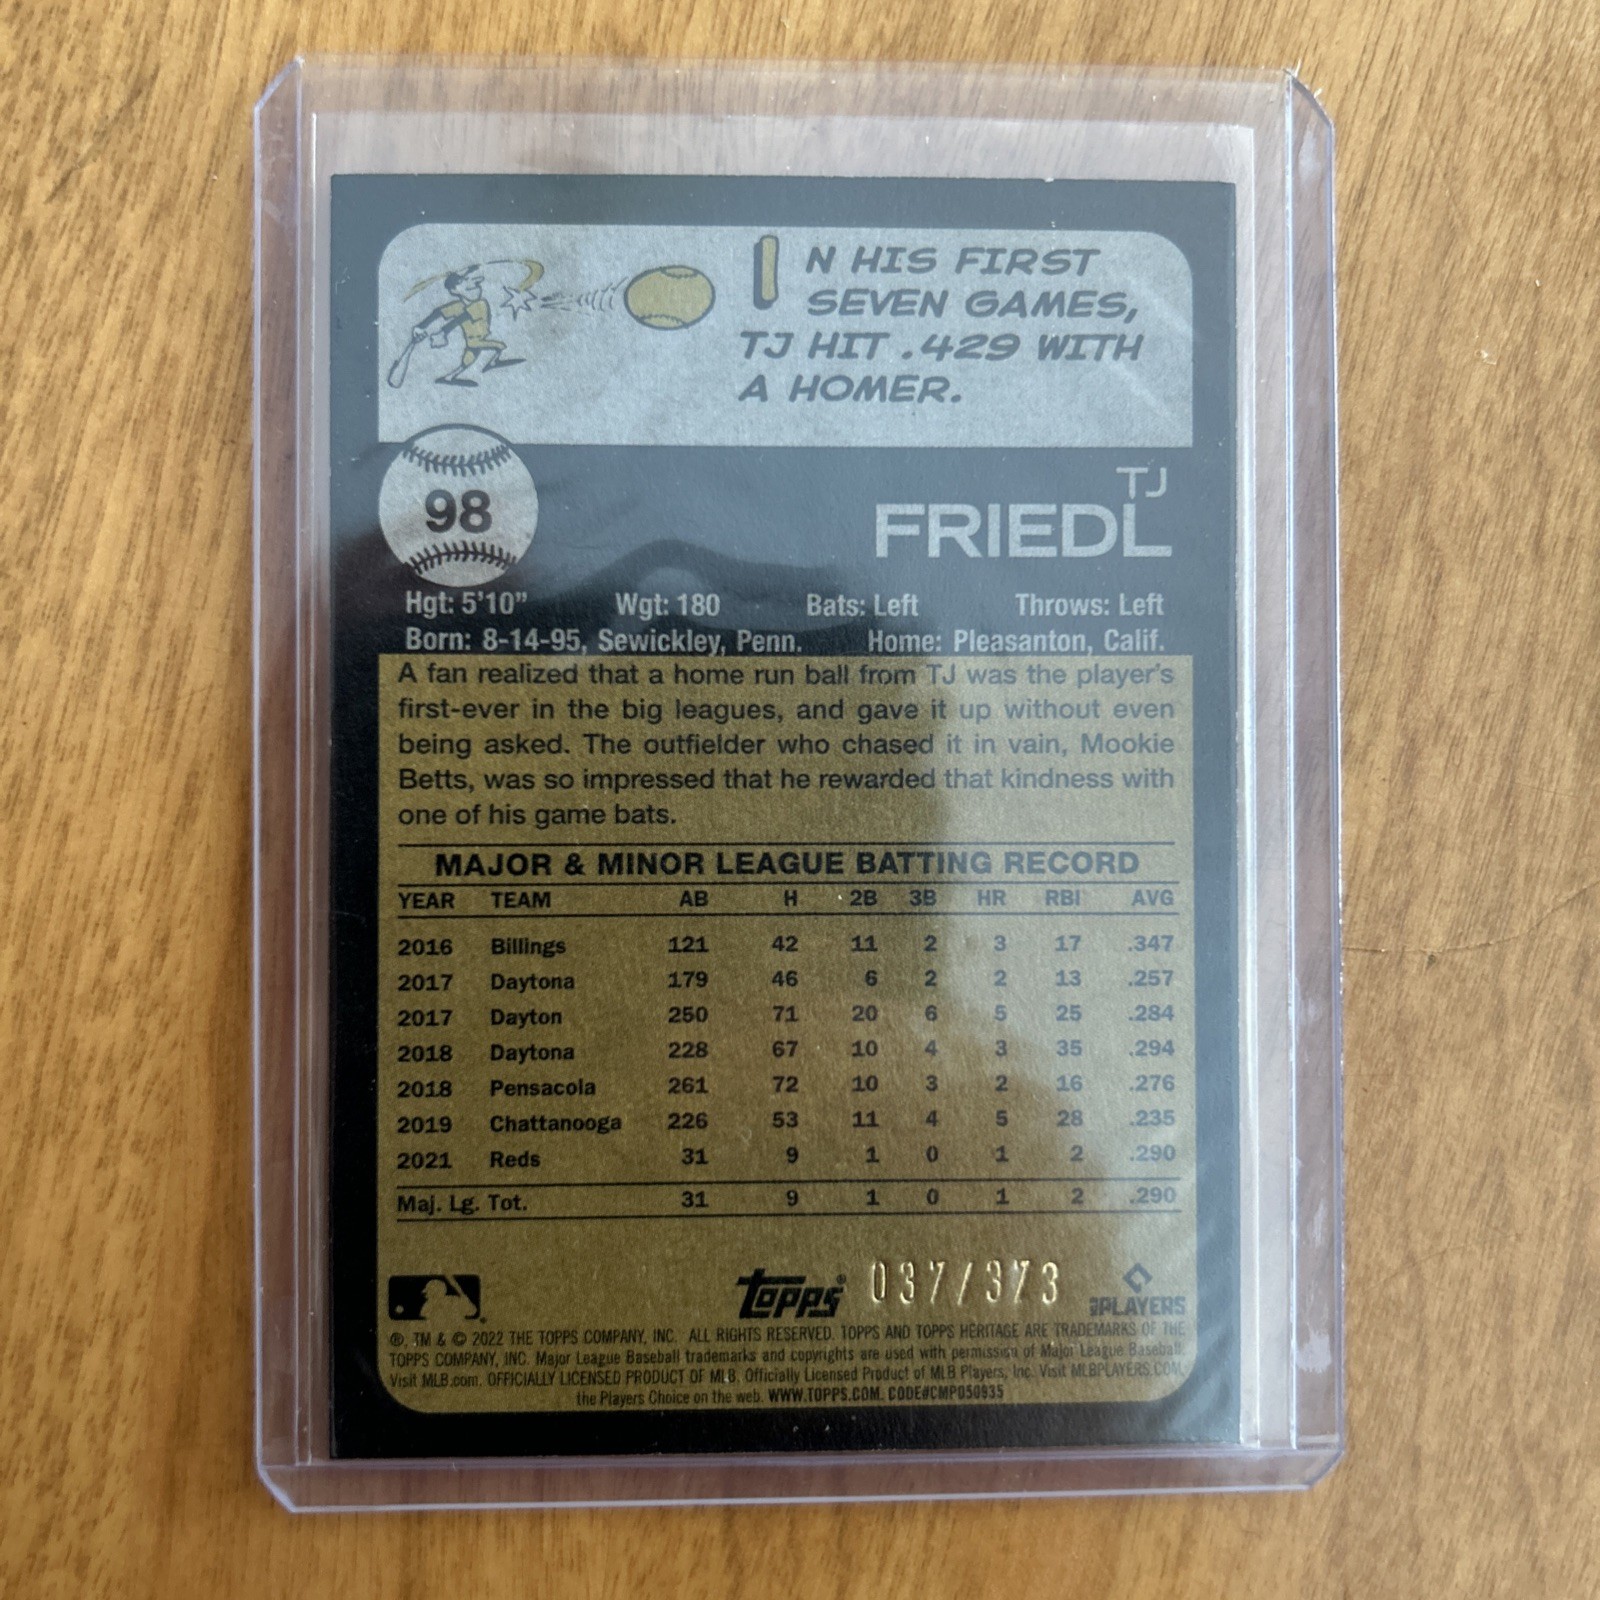 IN HIS FIRST
SEVEN GAMES,
TJ HIT .429 WITH
A HOMER.
98
TJ
FRIEDL
Hgt: 5'10” Wgt: 180 Bats: Left Throws: Left
Born: 8-14-95, Sewickley, Penn. Home: Pleasanton, Calif.
A fan realized that a home run ball from TJ was the player's
first-ever in the big leagues, and gave it up without even
being asked. The outfielder who chased it in vain, Mookie
Betts, was so impressed that he rewarded that kindness with
one of his game bats.
MAJOR & MINOR LEAGUE BATTING RECORD
YEAR TEAM AB H 2B 3B HR RBI AVG
2016 Billings 121 42 11 2 3 17 .347
2017 Daytona 179 46 6 2 2 13 .257
2017 Dayton 250 71 20 6 5 25 .284
2018 Daytona 228 67 10 4 3 35 .294
2018 Pensacola 261 72 10 3 2 16 .276
2019 Chattanooga 226 53 11 4 5 28 .235
2021 Reds 31 9 1 0 1 2 .290
Maj. Lg. Tot. 31 9 1 0 1 2 .290
Topps® 037/373 MLBPLAYERS
®, TM & © 2022 THE TOPPS COMPANY, INC. ALL RIGHTS RESERVED. TOPPS AND TOPPS HERITAGE ARE TRADEMARKS OF THE
TOPPS COMPANY, INC. Major League Baseball trademarks and copyrights are used with permission of Major League Baseball.
Visit MLB.com. OFFICIALLY LICENSED PRODUCT OF MLB. Officially Licensed Product of MLB Players, Inc. Visit MLBPLAYERS.COM,
the Players Choice on the web. WWW.TOPPS.COM. CODE#CMP050935